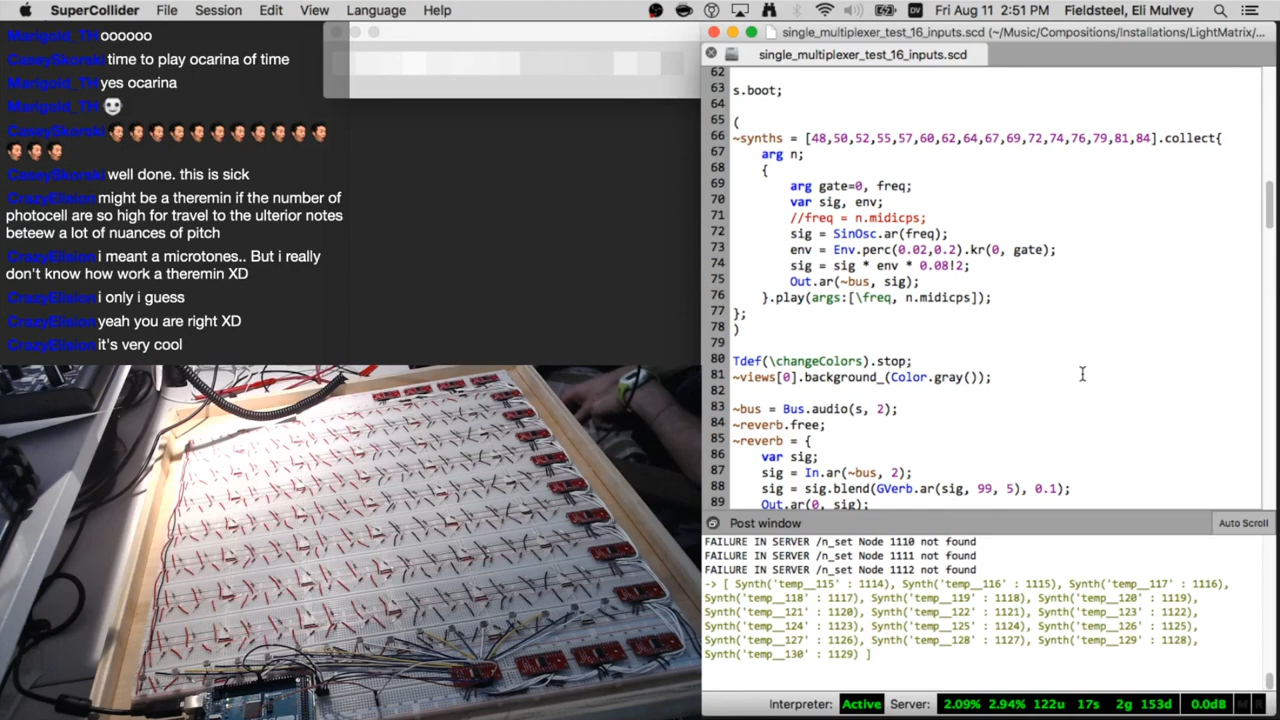 SuperCollider File Session Edit View Language Help
DV Fri Aug 11 2:51 PM Fieldsteel, Eli Mulvey
Marigold_TH oooooo
CaseySkorski time to play ocarina of time
Marigold_TH yes ocarina
Marigold_TH
CaseySkorski
CaseySkorski well done. this is sick
CrazyElision might be a theremin if the number of
photocell are so high for travel to the ulterior notes
beteew a lot of nuances of pitch
CrazyElision i meant a microtones.. But i really
don't know how work a theremin XD
CrazyElision i only i guess
CrazyElision yeah you are right XD
CrazyElision it's very cool
single_multiplexer_test_16_inputs.scd (~/Music/Compositions/Installations/LightMatrix/...
single_multiplexer_test_16_inputs.scd
62
63 s.boot;
64
65 (
66 ~synths = [48,50,52,55,57,60,62,64,67,69,72,74,76,79,81,84].collect{
67 arg n;
68 {
69 arg gate=0, freq;
70 var sig, env;
71 //freq = n.midicps;
72 sig = SinOsc.ar(freq);
73 env = Env.perc(0.02,0.2).kr(0, gate);
74 sig = sig * env * 0.08!2;
75 Out.ar(~bus, sig);
76 }.play(args:[\freq, n.midicps]);
77 };
78 )
79
80 Tdef(\changeColors).stop;
81 ~views[0].background_(Color.gray());
82
83 ~bus = Bus.audio(s, 2);
84 ~reverb.free;
85 ~reverb = {
86 var sig;
87 sig = In.ar(~bus, 2);
88 sig = sig.blend(GVerb.ar(sig, 99, 5), 0.1);
89 Out.ar(0, sig);
Post window Auto Scroll
FAILURE IN SERVER /n_set Node 1110 not found
FAILURE IN SERVER /n_set Node 1111 not found
FAILURE IN SERVER /n_set Node 1112 not found
-> [ Synth('temp__115' : 1114), Synth('temp__116' : 1115), Synth('temp__117' : 1116),
Synth('temp__118' : 1117), Synth('temp__119' : 1118), Synth('temp__120' : 1119),
Synth('temp__121' : 1120), Synth('temp__122' : 1121), Synth('temp__123' : 1122),
Synth('temp__124' : 1123), Synth('temp__125' : 1124), Synth('temp__126' : 1125),
Synth('temp__127' : 1126), Synth('temp__128' : 1127), Synth('temp__129' : 1128),
Synth('temp__130' : 1129) ]
Interpreter: Active Server: 2.09% 2.94% 122u 17s 2g 153d 0.0dB M R